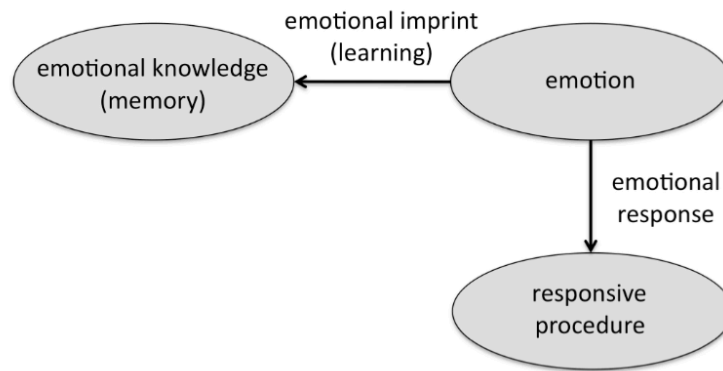 emotional imprint
(learning)
emotional knowledge
(memory)
emotion
emotional
response
responsive
procedure